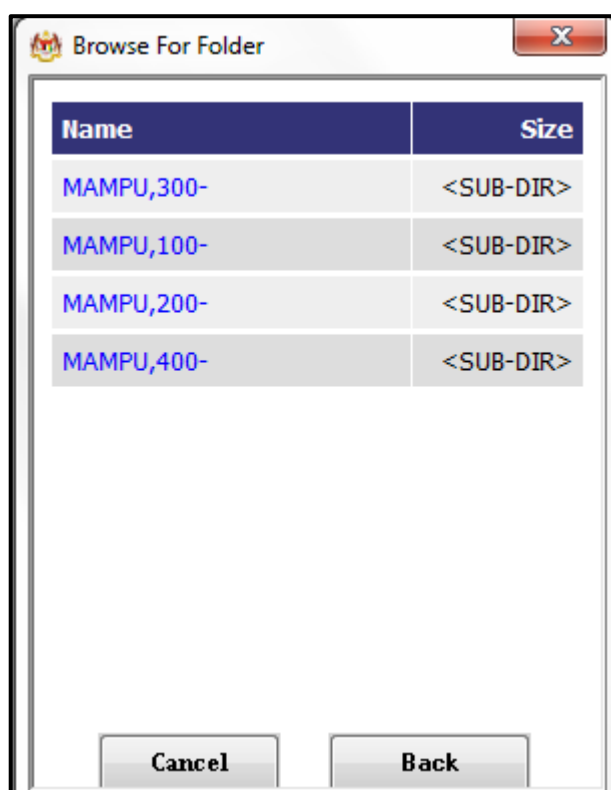 Browse For Folder
Name Size
MAMPU,300- <SUB-DIR>
MAMPU,100- <SUB-DIR>
MAMPU,200- <SUB-DIR>
MAMPU,400- <SUB-DIR>
Cancel Back